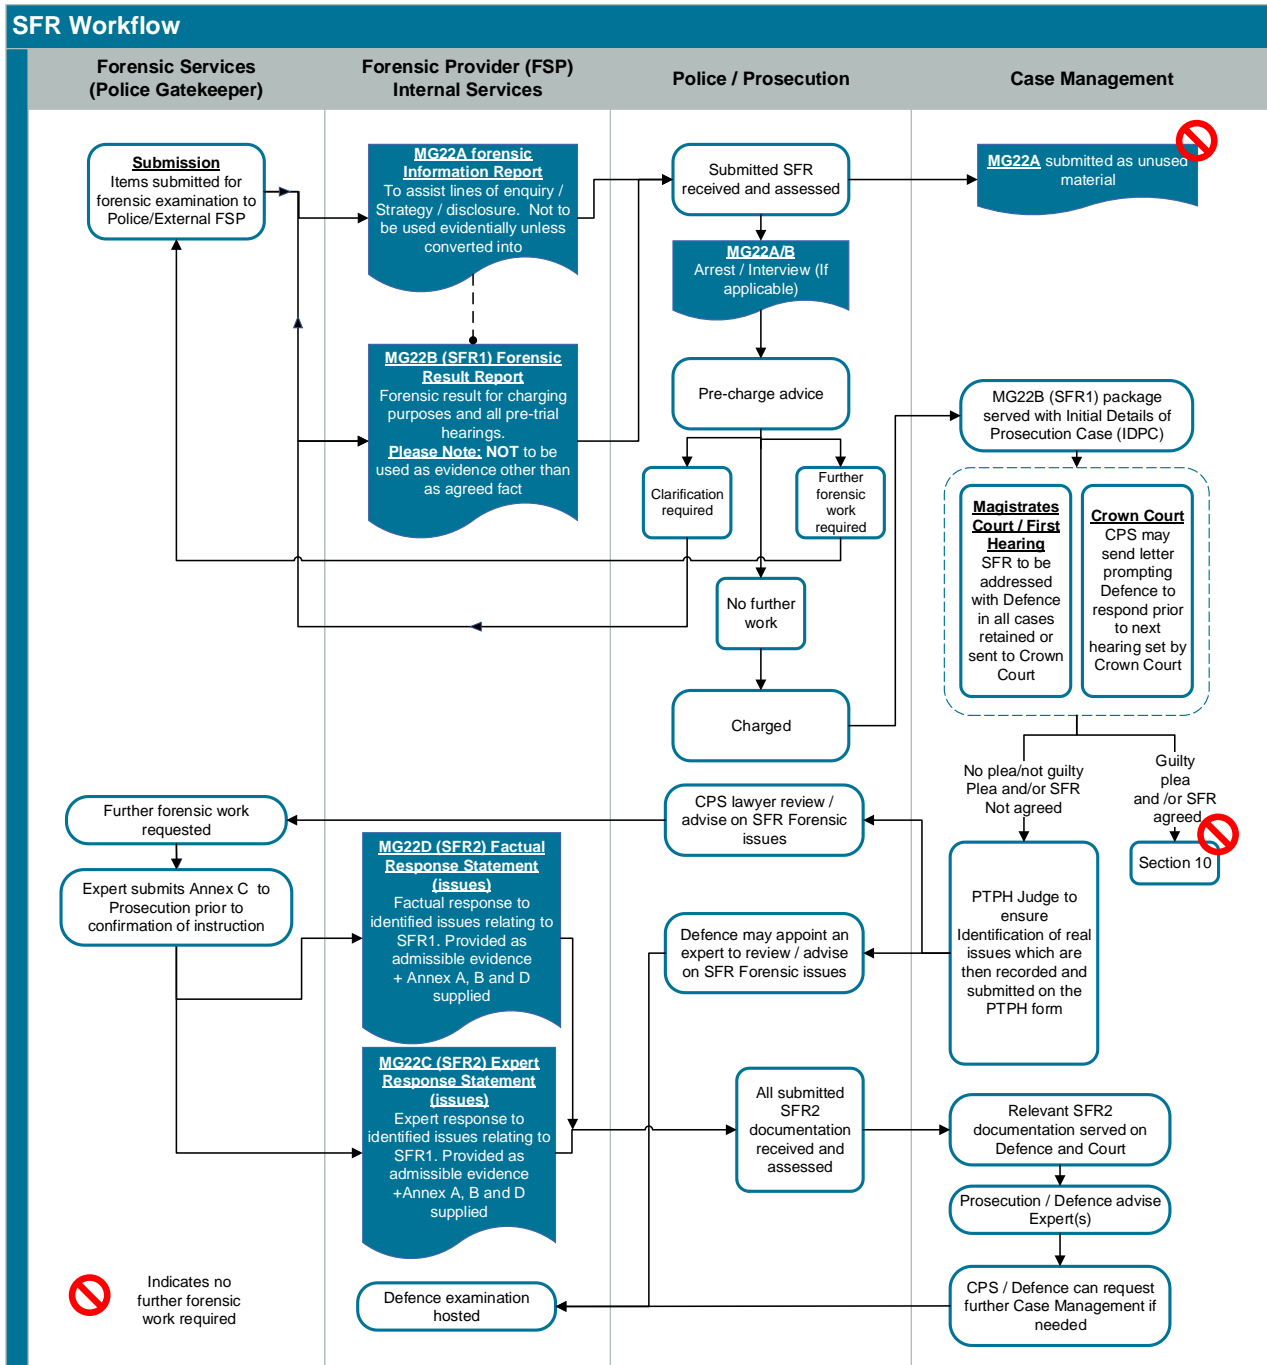 SFR Workflow
Forensic Services
(Police Gatekeeper)
Forensic Provider (FSP)
Internal Services
Police / Prosecution
Case Management
Submission
Items submitted for
forensic examination to
Police/External FSP
MG22A forensic
Information Report
To assist lines of enquiry /
Strategy / disclosure.  Not to
be used evidentially unless
converted into
Submitted SFR
received and assessed
MG22A submitted as unused
material
MG22A/B
Arrest / Interview (If
applicable)
MG22B (SFR1) Forensic
Result Report
Forensic result for charging
purposes and all pre-trial
hearings.
Please Note: NOT to be
used as evidence other than
as agreed fact
Pre-charge advice
MG22B (SFR1) package
served with Initial Details of
Prosecution Case (IDPC)
Clarification
required
Further
forensic
work
required
Magistrates
Court / First
Hearing
SFR to be
addressed
with Defence
in all cases
retained or
sent to Crown
Court
Crown Court
CPS may
send letter
prompting
Defence to
respond prior
to next
hearing set by
Crown Court
No further
work
Charged
No plea/not guilty
Plea and/or SFR
Not agreed
Guilty
plea
and /or SFR
agreed
Further forensic work
requested
CPS lawyer review /
advise on SFR Forensic
issues
Section 10
Expert submits Annex C  to
Prosecution prior to
confirmation of instruction
MG22D (SFR2) Factual
Response Statement
(issues)
Factual response to
identified issues relating to
SFR1. Provided as
admissible evidence
+ Annex A, B and D
supplied
Defence may appoint an
expert to review / advise
on SFR Forensic issues
PTPH Judge to
ensure
Identification of real
issues which are
then recorded and
submitted on the
PTPH form
MG22C (SFR2) Expert
Response Statement
(issues)
Expert response to
identified issues relating to
SFR1. Provided as
admissible evidence
+Annex A, B and D
supplied
All submitted
SFR2
documentation
received and
assessed
Relevant SFR2
documentation served on
Defence and Court
Prosecution / Defence advise
Expert(s)
Indicates no
further forensic
work required
Defence examination
hosted
CPS / Defence can request
further Case Management if
needed